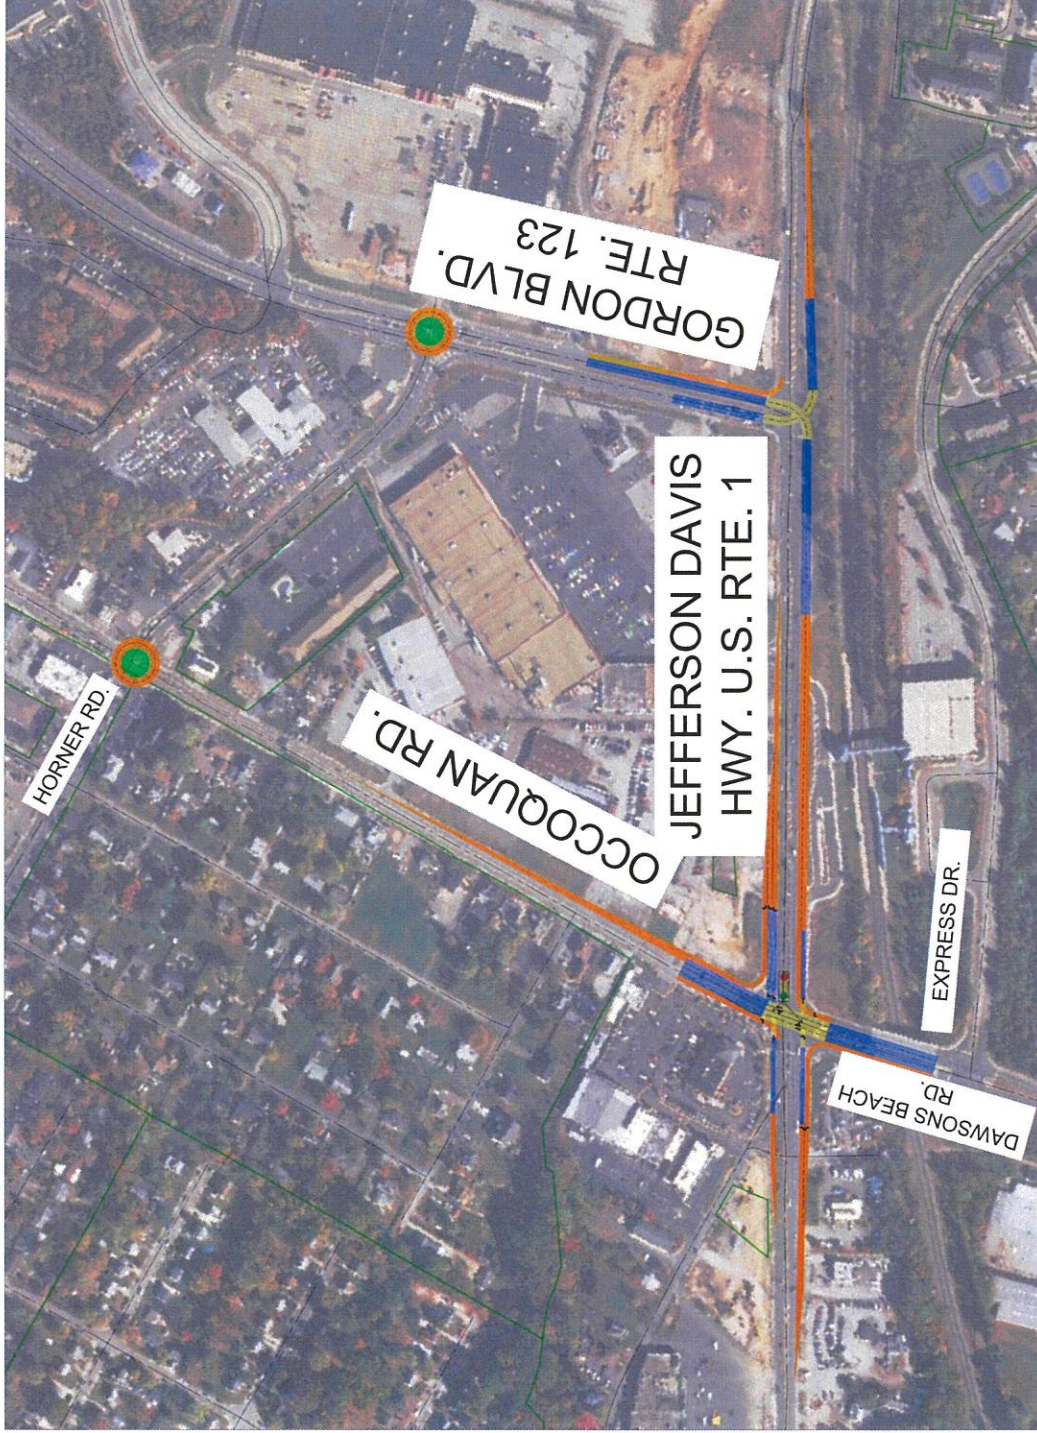 HORNER RD.
GORDON BLVD.
RTE. 123
OCCOQUAN RD.
JEFFERSON DAVIS
HWY. U.S. RTE. 1
EXPRESS DR.
DAWSONS BEACH
RD.